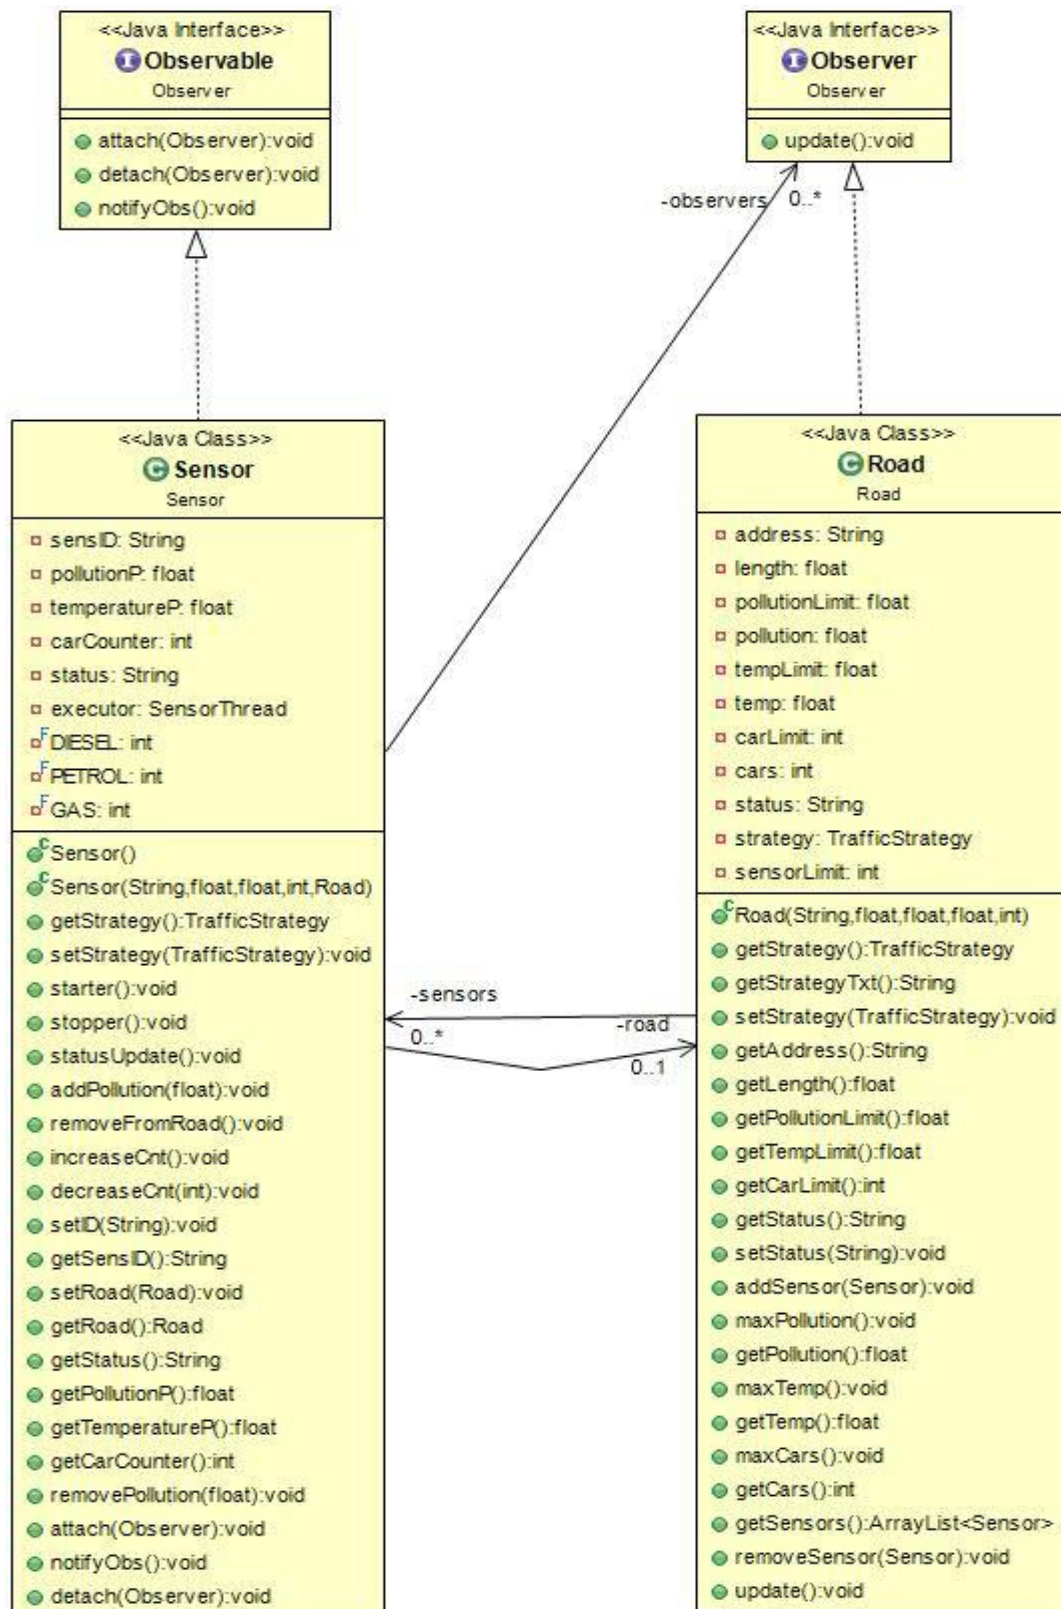 <<Java Interface>>
Observable
Observer
attach(Observer):void
detach(Observer):void
notifyObs():void
<<Java Interface>>
Observer
Observer
update():void
-observers
0..*
<<Java Class>>
Sensor
Sensor
sensID: String
pollutionP: float
temperatureP: float
carCounter: int
status: String
executor: SensorThread
F DIESEL: int
F PETROL: int
F GAS: int
Sensor()
Sensor(String,float,float,int,Road)
getStrategy():TrafficStrategy
setStrategy(TrafficStrategy):void
starter():void
stopper():void
statusUpdate():void
addPollution(float):void
removeFromRoad():void
increaseCnt():void
decreaseCnt(int):void
setID(String):void
getSensID():String
setRoad(Road):void
getRoad():Road
getStatus():String
getPollutionP():float
getTemperatureP():float
getCarCounter():int
removePollution(float):void
attach(Observer):void
notifyObs():void
detach(Observer):void
-sensors
0..*
-road
0..1
<<Java Class>>
Road
Road
address: String
length: float
pollutionLimit: float
pollution: float
tempLimit: float
temp: float
carLimit: int
cars: int
status: String
strategy: TrafficStrategy
sensorLimit: int
Road(String,float,float,float,int)
getStrategy():TrafficStrategy
getStrategyTxt():String
setStrategy(TrafficStrategy):void
getAddress():String
getLength():float
getPollutionLimit():float
getTempLimit():float
getCarLimit():int
getStatus():String
setStatus(String):void
addSensor(Sensor):void
maxPollution():void
getPollution():float
maxTemp():void
getTemp():float
maxCars():void
getCars():int
getSensors():ArrayList<Sensor>
removeSensor(Sensor):void
update():void